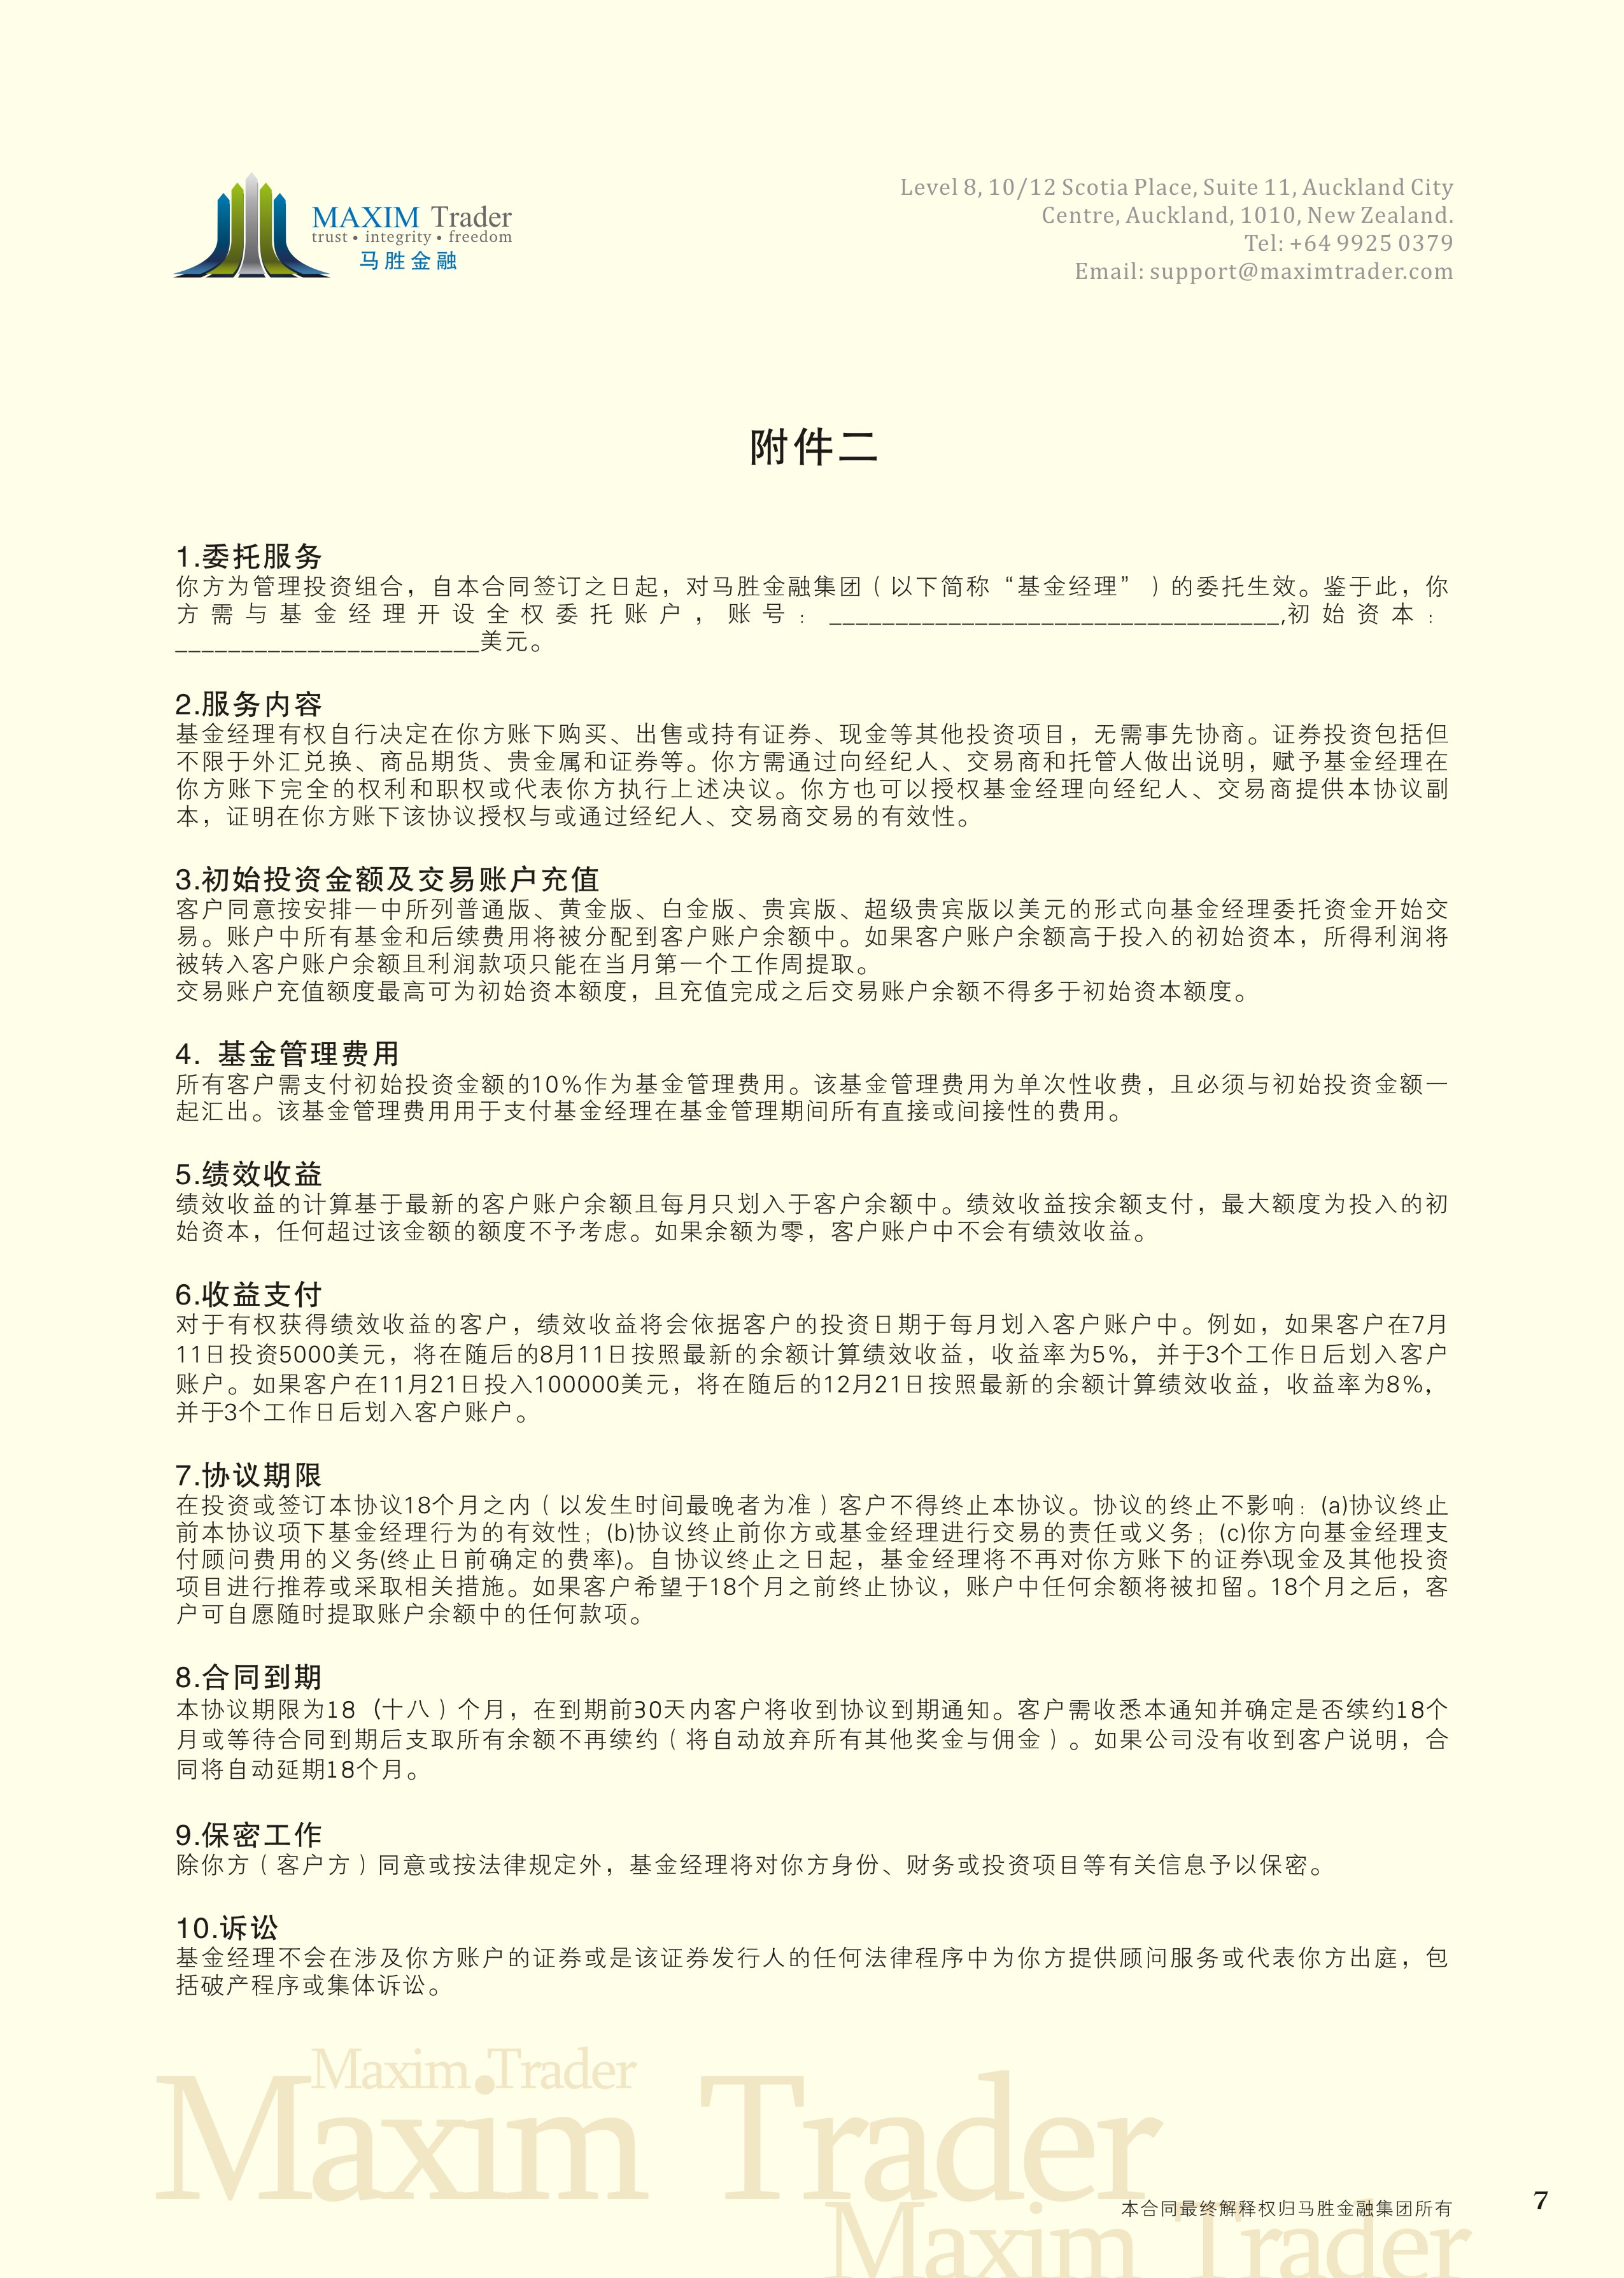 MAXIM Trader
trust • integrity • freedom
马胜金融
Level 8, 10/12 Scotia Place, Suite 11, Auckland City
Centre, Auckland, 1010, New Zealand.
Tel: +64 9925 0379
Email: support@maximtrader.com
附件二
1.委托服务
你方为管理投资组合，自本合同签订之日起，对马胜金融集团（以下简称“基金经理”）的委托生效。鉴于此，你
方需与基金经理开设全权委托账户，账号：__________________________________,初始资本：
_______________________美元。
2.服务内容
基金经理有权自行决定在你方账下购买、出售或持有证券、现金等其他投资项目，无需事先协商。证券投资包括但
不限于外汇兑换、商品期货、贵金属和证券等。你方需通过向经纪人、交易商和托管人做出说明，赋予基金经理在
你方账下完全的权利和职权或代表你方执行上述决议。你方也可以授权基金经理向经纪人、交易商提供本协议副
本，证明在你方账下该协议授权与或通过经纪人、交易商交易的有效性。
3.初始投资金额及交易账户充值
客户同意按安排一中所列普通版、黄金版、白金版、贵宾版、超级贵宾版以美元的形式向基金经理委托资金开始交
易。账户中所有基金和后续费用将被分配到客户账户余额中。如果客户账户余额高于投入的初始资本，所得利润将
被转入客户账户余额且利润款项只能在当月第一个工作周提取。
交易账户充值额度最高可为初始资本额度，且充值完成之后交易账户余额不得多于初始资本额度。
4. 基金管理费用
所有客户需支付初始投资金额的10%作为基金管理费用。该基金管理费用为单次性收费，且必须与初始投资金额一
起汇出。该基金管理费用用于支付基金经理在基金管理期间所有直接或间接性的费用。
5.绩效收益
绩效收益的计算基于最新的客户账户余额且每月只划入于客户余额中。绩效收益按余额支付，最大额度为投入的初
始资本，任何超过该金额的额度不予考虑。如果余额为零，客户账户中不会有绩效收益。
6.收益支付
对于有权获得绩效收益的客户，绩效收益将会依据客户的投资日期于每月划入客户账户中。例如，如果客户在7月
11日投资5000美元，将在随后的8月11日按照最新的余额计算绩效收益，收益率为5%，并于3个工作日后划入客户
账户。如果客户在11月21日投入100000美元，将在随后的12月21日按照最新的余额计算绩效收益，收益率为8%，
并于3个工作日后划入客户账户。
7.协议期限
在投资或签订本协议18个月之内（以发生时间最晚者为准）客户不得终止本协议。协议的终止不影响：(a)协议终止
前本协议项下基金经理行为的有效性；(b)协议终止前你方或基金经理进行交易的责任或义务；(c)你方向基金经理支
付顾问费用的义务(终止日前确定的费率)。自协议终止之日起，基金经理将不再对你方账下的证券\现金及其他投资
项目进行推荐或采取相关措施。如果客户希望于18个月之前终止协议，账户中任何余额将被扣留。18个月之后，客
户可自愿随时提取账户余额中的任何款项。
8.合同到期
本协议期限为18（十八）个月，在到期前30天内客户将收到协议到期通知。客户需收悉本通知并确定是否续约18个
月或等待合同到期后支取所有余额不再续约（将自动放弃所有其他奖金与佣金）。如果公司没有收到客户说明，合
同将自动延期18个月。
9.保密工作
除你方（客户方）同意或按法律规定外，基金经理将对你方身份、财务或投资项目等有关信息予以保密。
10.诉讼
基金经理不会在涉及你方账户的证券或是该证券发行人的任何法律程序中为你方提供顾问服务或代表你方出庭，包
括破产程序或集体诉讼。
Maxim Trader
Maxim Trader
本合同最终解释权归马胜金融集团所有
7
Maxim Trader